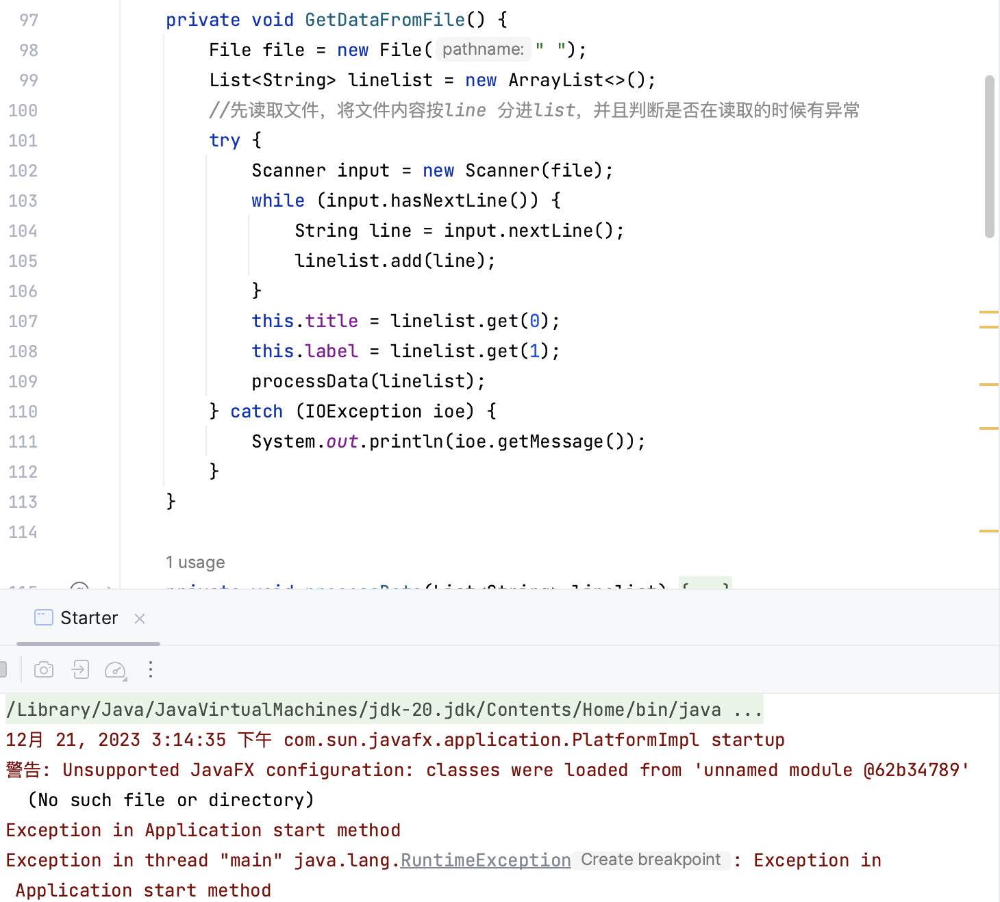 97 private void GetDataFromFile() {
98 File file = new File( pathname: " ");
99 List<String> linelist = new ArrayList<>();
100 //先读取文件，将文件内容按line 分进list，并且判断是否在读取的时候有异常
101 try {
102 Scanner input = new Scanner(file);
103 while (input.hasNextLine()) {
104 String line = input.nextLine();
105 linelist.add(line);
106 }
107 this.title = linelist.get(0);
108 this.label = linelist.get(1);
109 processData(linelist);
110 } catch (IOException ioe) {
111 System.out.println(ioe.getMessage());
112 }
113 }
114
1 usage
115 private void processData(List<String> linelist) {...}
Starter
/Library/Java/JavaVirtualMachines/jdk-20.jdk/Contents/Home/bin/java ...
12月 21, 2023 3:14:35 下午 com.sun.javafx.application.PlatformImpl startup
警告: Unsupported JavaFX configuration: classes were loaded from 'unnamed module @62b34789'
(No such file or directory)
Exception in Application start method
Exception in thread "main" java.lang.RuntimeException Create breakpoint : Exception in
Application start method